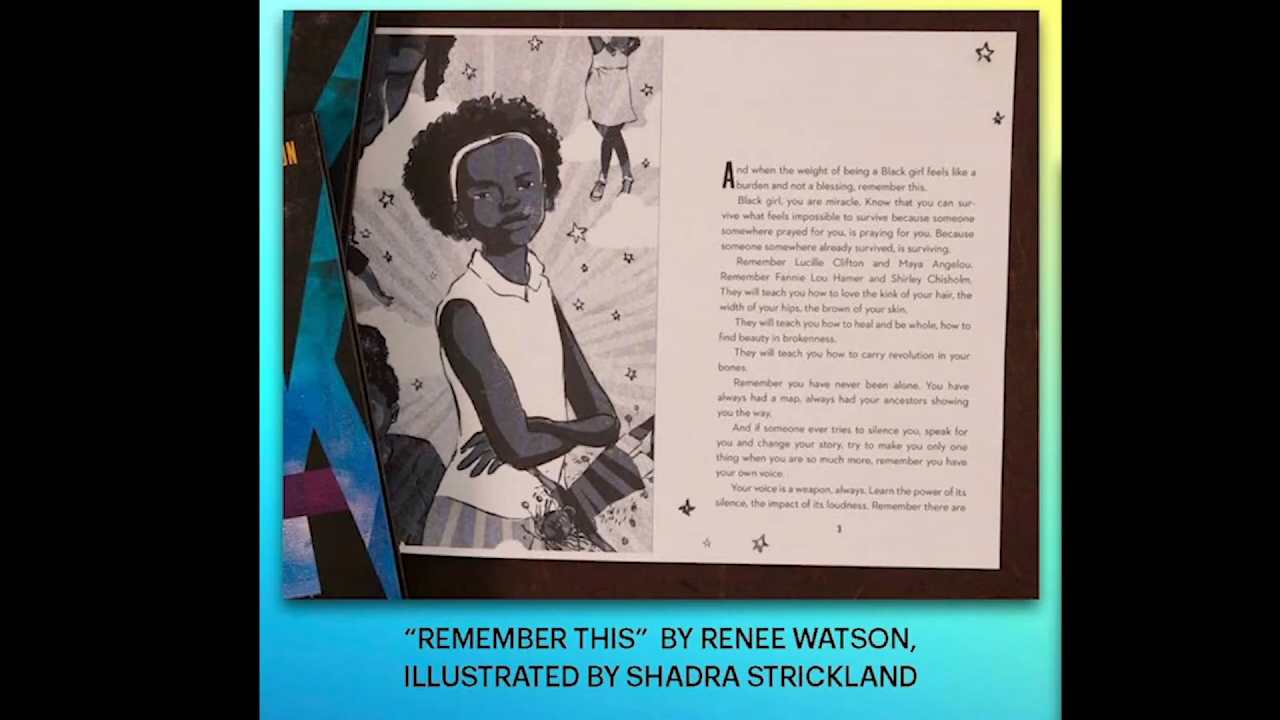 ON
And when the weight of being a Black girl feels like a
burden and not a blessing, remember this.
Black girl, you are miracle. Know that you can sur-
vive what feels impossible to survive because someone
somewhere prayed for you, is praying for you. Because
someone somewhere already survived, is surviving.
Remember Lucille Clifton and Maya Angelou.
Remember Fannie Lou Hamer and Shirley Chisholm.
They will teach you how to love the kink of your hair, the
width of your hips, the brown of your skin.
They will teach you how to heal and be whole, how to
find beauty in brokenness.
They will teach you how to carry revolution in your
bones.
Remember you have never been alone. You have
always had a map, always had your ancestors showing
you the way.
And if someone ever tries to silence you, speak for
you and change your story, try to make you only one
thing when you are so much more, remember you have
your own voice.
Your voice is a weapon, always. Learn the power of its
silence, the impact of its loudness. Remember there are
“REMEMBER THIS” BY RENEE WATSON,
ILLUSTRATED BY SHADRA STRICKLAND